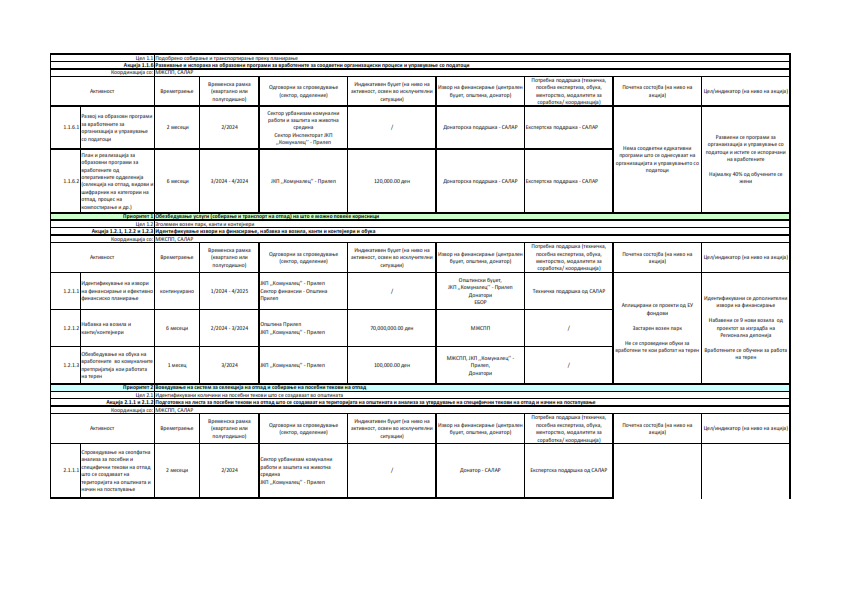 Цел 1.1 Подобрено собирање и транспортирање преку планирање
Акција 1.1.6 Развивање и испорака на образовни програми за вработените за соодветни организациски процеси и управување со податоци
Координација со: МЖСПП, САЛАР
Активност
Времетраење
Временска рамка (квартално или полугодишно)
Одговорни за спроведување (сектор, одделение)
Индикативен буџет (на ниво на активност, освен во исклучителни ситуации)
Извор на финансирање (централен буџет, општина, донатор)
Потребна поддршка (техничка, посебна експертиза, обука, менторство, модалитети за соработка/ координација)
Почетна состојба (на ниво на акција)
Цел/индикатор (на ниво на акција)
1.1.6.1
Развој на образовн програми за вработените за организација и управување со податоци
2 месеци
2/2024
Сектор урбанизам комунални работи и заштита на животна средина
Сектор Инспекторат ЈКП „Комуналец" - Прилеп
/
Донаторска поддршка - САЛАР
Експертска поддршка - САЛАР
Нема соодветни едукативни програми што се однесуваат на организацијата и управувањето со податоци
Развиени се програми за организација и управување со податоци и истите се испорачани на вработените
Најмалку 40% од обучените се жени
1.1.6.2
План и реализација за образовни програми за вработените од оперативните одделенија (селекција на отпад, видови и шифрарник на категории на отпад, процес на компостирање и др.)
6 месеци
3/2024 - 4/2024
ЈКП „Комуналец" - Прилеп
120,000.00 ден
Донаторска поддршка - САЛАР
Експертска поддршка - САЛАР
Приоритет 1 Обезбедување услуги (собирање и транспорт на отпад) на што е можно повеќе корисници
Цел 1.2 Зголемен возен парк, канти и контејнери
Акција 1.2.1, 1.2.2 и 1.2.3 Идентификување извори на финасирање, набавка на возила, канти и контејнери и обука
Координација со: МЖСПП, САЛАР
Активност
Времетраење
Временска рамка (квартално или полугодишно)
Одговорни за спроведување (сектор, одделение)
Индикативен буџет (на ниво на активност, освен во исклучителни ситуации)
Извор на финансирање (централен буџет, општина, донатор)
Потребна поддршка (техничка, посебна експертиза, обука, менторство, модалитети за соработка/ координација)
Почетна состојба (на ниво на акција)
Цел/индикатор (на ниво на акција)
1.2.1.1
Идентификување на извори на финансирање и ефективно финансиско планирање
континуирано
1/2024 - 4/2025
ЈКП „Комуналец" - Прилеп
Сектор финансии - Општина Прилеп
/
Општински буџет,
ЈКП „Комуналец" - Прилеп
Донатори
ЕБОР
Техничка поддршка од САЛАР
Аплицирани се проекти од ЕУ фондови
Застарен возен парк
Не се спроведени обуки за вработени те кои работат на терен
Идентификувани се дополнителни извори на финансирање
Набавени се 9 нови возила од проектот за изградба на Регионална депонија
Вработените се обучени за работа на терен
1.2.1.2
Набавка на возила и канти/контејнери
6 месеци
2/2024 - 3/2024
Општина Прилеп
ЈКП „Комуналец" - Прилеп
70,000,000.00 ден
МЖСПП
/
1.2.1.3
Обезбедување на обука на вработените во комуналните претпријатија кои работата на терен
1 месец
3/2024
ЈКП „Комуналец" - Прилеп
100,000.00 ден
МЖСПП, ЈКП „Комуналец" - Прилеп,
Донатори
/
Приоритет 2 Воведување на систем за селекција на отпад и собирање на посебни текови на отпад
Цел 2.1 Идентификувани количини на посебни текови што се создаваат во општината
Акција 2.1.1 и 2.1.2 Подготовка на листа за посебни текови на отпад што се создаваат на територијата на општината и анализа за утврдување на специфични текови на отпад и начин на постапување
Координација со: МЖСПП, САЛАР
Активност
Времетраење
Временска рамка (квартално или полугодишно)
Одговорни за спроведување (сектор, одделение)
Индикативен буџет (на ниво на активност, освен во исклучителни ситуации)
Извор на финансирање (централен буџет, општина, донатор)
Потребна поддршка (техничка, посебна експертиза, обука, менторство, модалитети за соработка/ координација)
Почетна состојба (на ниво на акција)
Цел/индикатор (на ниво на акција)
2.1.1.1
Спроведување на сеопфатна анализа за посебни и специфични текови на отпад што се создаваат на територијата на општината и начин на постапување
2 месеци
2/2024
Сектор урбанизам комунални работи и заштита на животна средина
ЈКП „Комуналец" - Прилеп
/
Донатор - САЛАР
Експертска поддршка од САЛАР